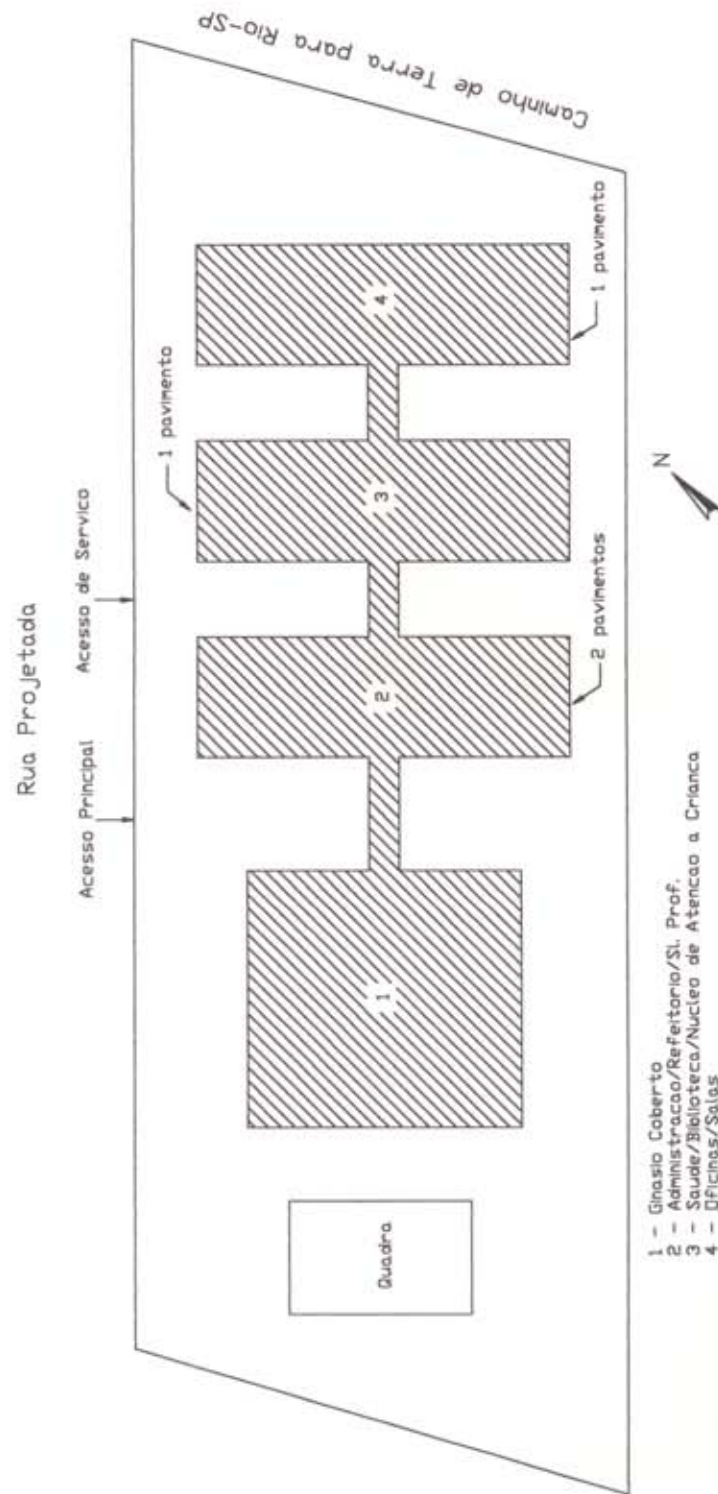 Rua Projetada
Acesso Principal
Acesso de Servico
1 pavimento
Caminho de Terra para Rio-SP
Quadra
1
2
3
4
2 pavimentos
1 pavimento
N
1 - Ginasio Coberto
2 - Administracao/Refeitorio/Sl. Prof.
3 - Saude/Biblioteca/Nucleo de Atencao a Crianca
4 - Oficinas/Salas